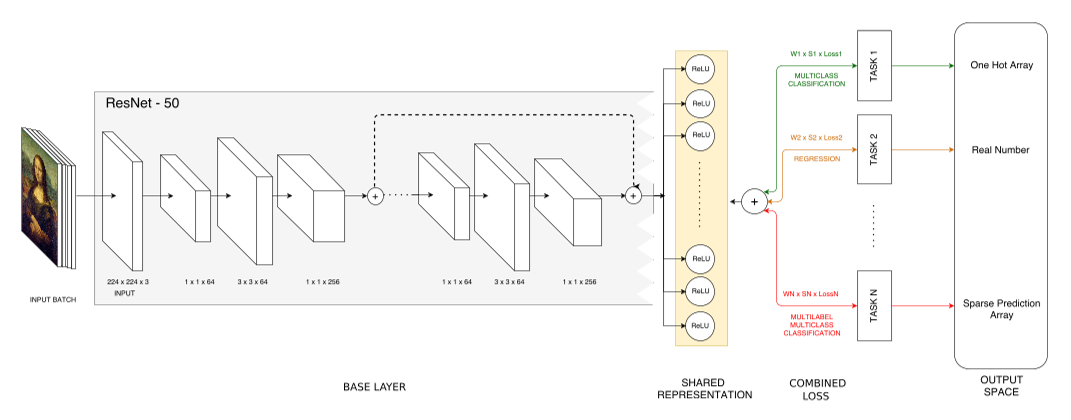 ResNet - 50
INPUT BATCH
224 x 224 x 3
INPUT
1 x 1 x 64
3 x 3 x 64
1 x 1 x 256
+
1 x 1 x 64
3 x 3 x 64
1 x 1 x 256
+
BASE LAYER
ReLU
ReLU
ReLU
ReLU
ReLU
ReLU
SHARED
REPRESENTATION
+
W1 x S1 x Loss1
MULTICLASS
CLASSIFICATION
W2 x S2 x Loss2
REGRESSION
WN x SN x LossN
MULTILABEL
MULTICLASS
CLASSIFICATION
COMBINED
LOSS
TASK 1
TASK 2
TASK N
One Hot Array
Real Number
Sparse Prediction
Array
OUTPUT
SPACE